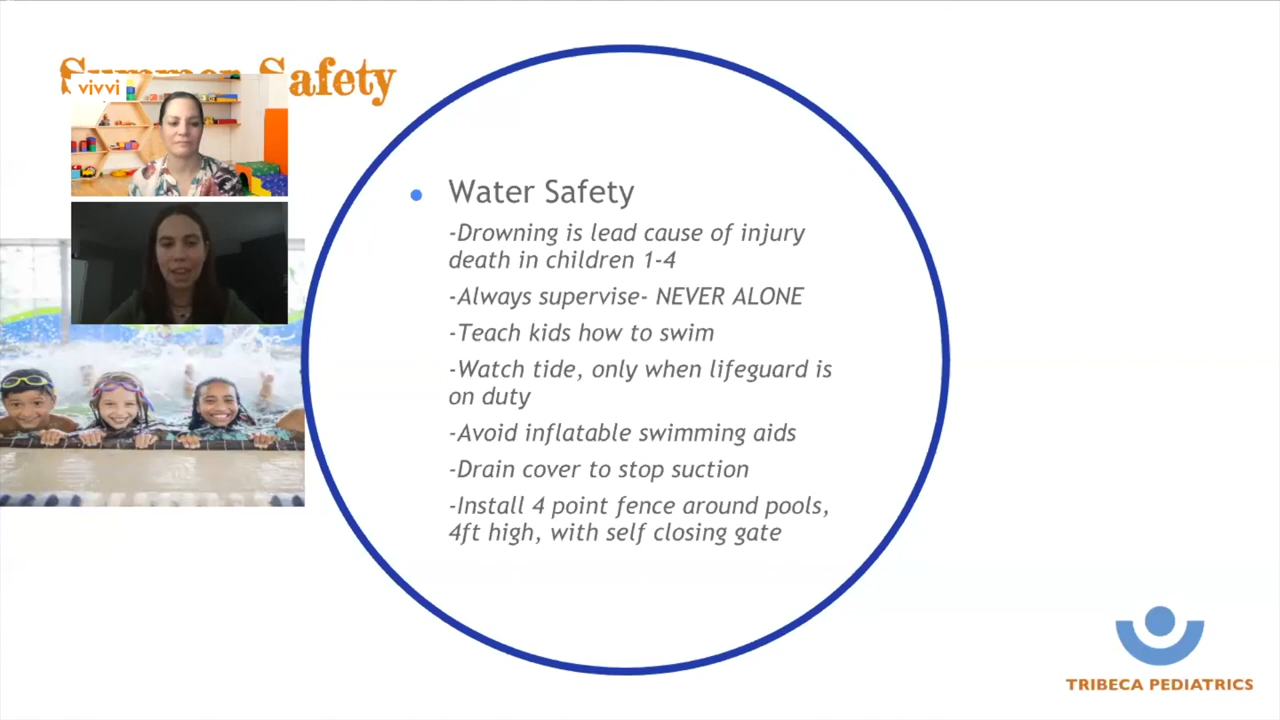 Safety
vivvi
Water Safety
-Drowning is lead cause of injury
death in children 1-4
-Always supervise- NEVER ALONE
-Teach kids how to swim
-Watch tide, only when lifeguard is
on duty
-Avoid inflatable swimming aids
-Drain cover to stop suction
-Install 4 point fence around pools,
4ft high, with self closing gate
TRIBECA PEDIATRICS